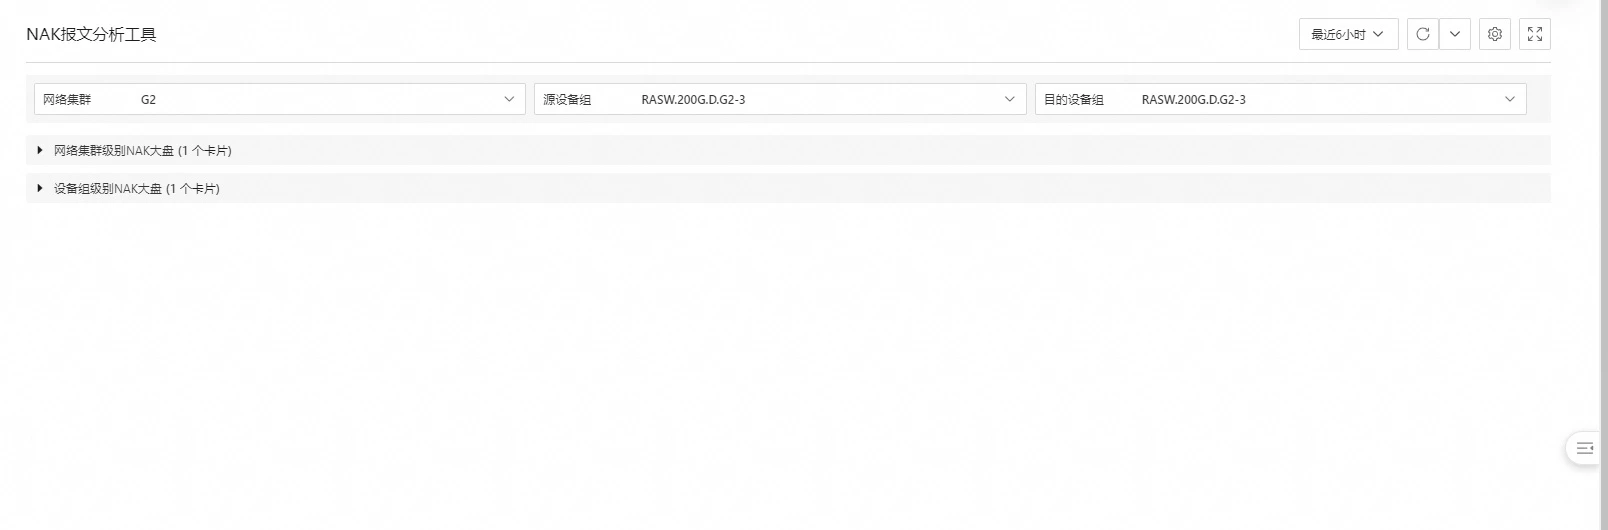 NAK报文分析工具
最近6小时
网络集群 G2 源设备组 RASW.200G.D.G2-3 目的设备组 RASW.200G.D.G2-3
网络集群级别NAK大盘 (1 个卡片)
设备组级别NAK大盘 (1 个卡片)